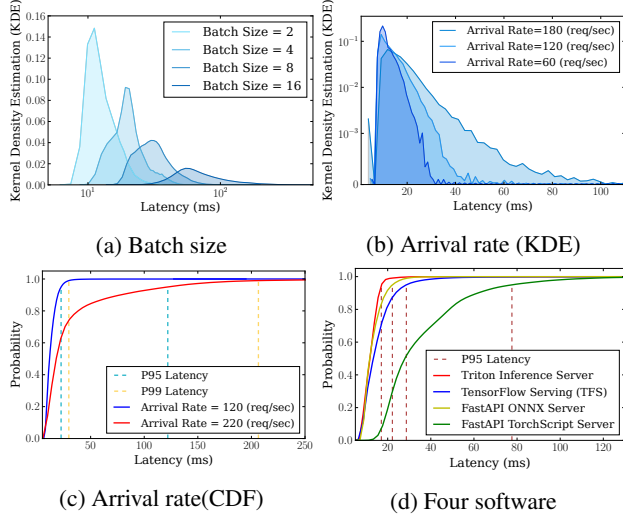 Kernel Density Estimation (KDE)
0.16
0.14
0.12
0.10
0.08
0.06
0.04
0.02
0.00
Batch Size = 2
Batch Size = 4
Batch Size = 8
Batch Size = 16
10¹
10²
Latency (ms)
(a) Batch size
Kernel Density Estimation (KDE)
10⁻¹
10⁻²
10⁻³
0
Arrival Rate=180 (req/sec)
Arrival Rate=120 (req/sec)
Arrival Rate=60 (req/sec)
20 40 60 80 100
Latency (ms)
(b) Arrival rate (KDE)
Probability
1.0
0.8
0.6
0.4
0.2
0.0
P95 Latency
P99 Latency
Arrival Rate = 120 (req/sec)
Arrival Rate = 220 (req/sec)
50 100 150 200 250
Latency (ms)
(c) Arrival rate(CDF)
Probability
1.0
0.8
0.6
0.4
0.2
0.0
P95 Latency
Triton Inference Server
TensorFlow Serving (TFS)
FastAPI ONNX Server
FastAPI TorchScript Server
20 40 60 80 100 120
Latency (ms)
(d) Four software